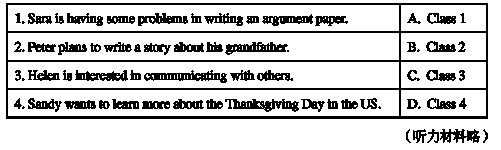 1. Sara is having some problems in writing an argument paper. A. Class 1
2. Peter plans to write a story about his grandfather. B. Class 2
3. Helen is interested in communicating with others. C. Class 3
4. Sandy wants to learn more about the Thanksgiving Day in the US. D. Class 4
(听力材料略)